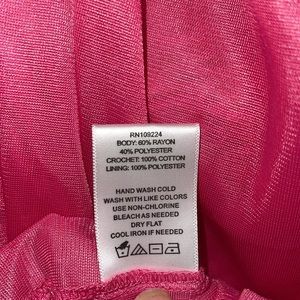 RN109224
BODY: 60% RAYON
40% POLYESTER
CROCHET: 100% COTTON
LINING: 100% POLYESTER
HAND WASH COLD
WASH WITH LIKE COLORS
USE NON-CHLORINE
BLEACH AS NEEDED
DRY FLAT
COOL IRON IF NEEDED